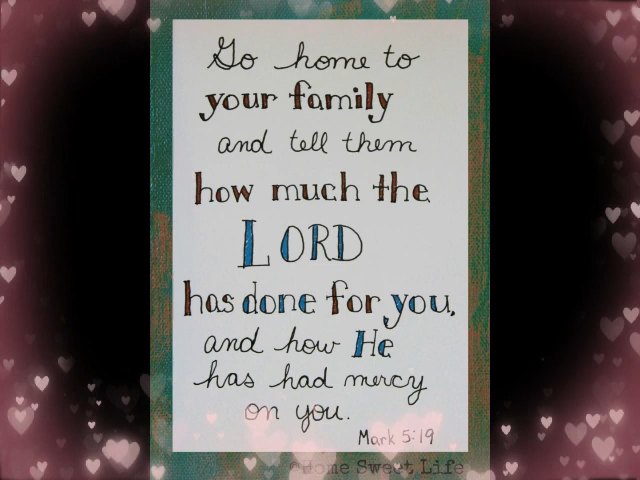 Go home to
your family
and tell them
how much the
LORD
has done for you,
and how He
has had mercy
on you.
Mark 5:19
©Home Sweet Life